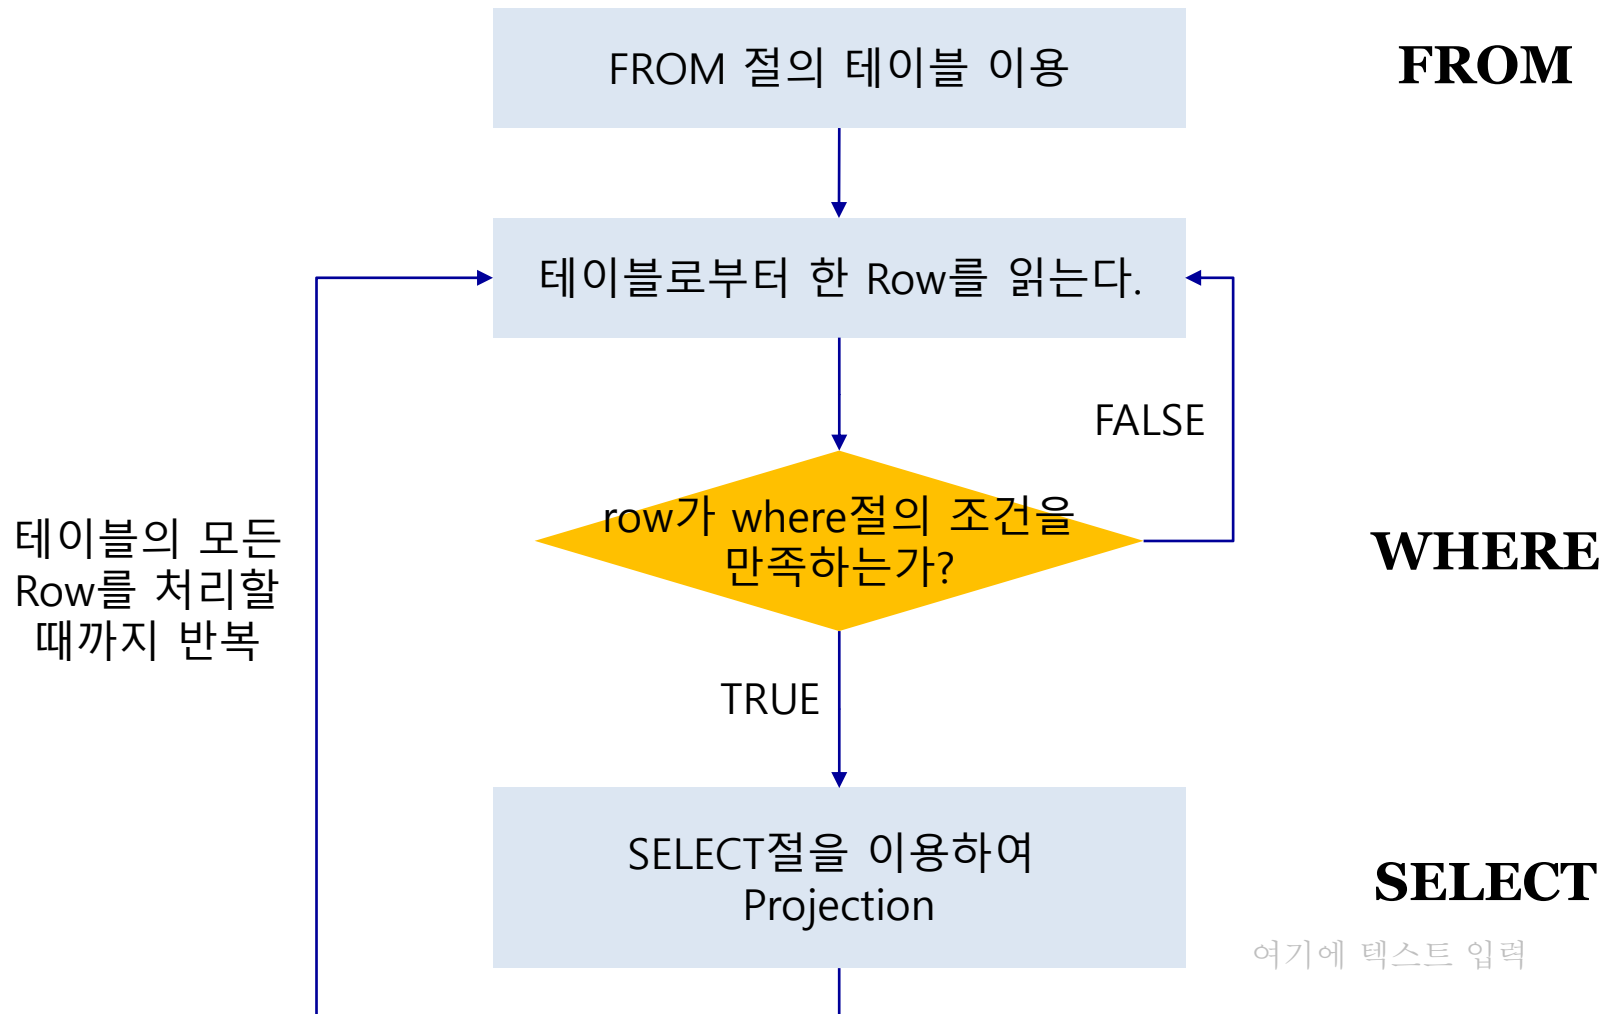 FROM 절의 테이블 이용
FROM
테이블로부터 한 Row를 읽는다.
FALSE
row가 where절의 조건을
만족하는가?
WHERE
테이블의 모든
Row를 처리할
때까지 반복
TRUE
SELECT절을 이용하여
Projection
SELECT
여기에 텍스트 입력